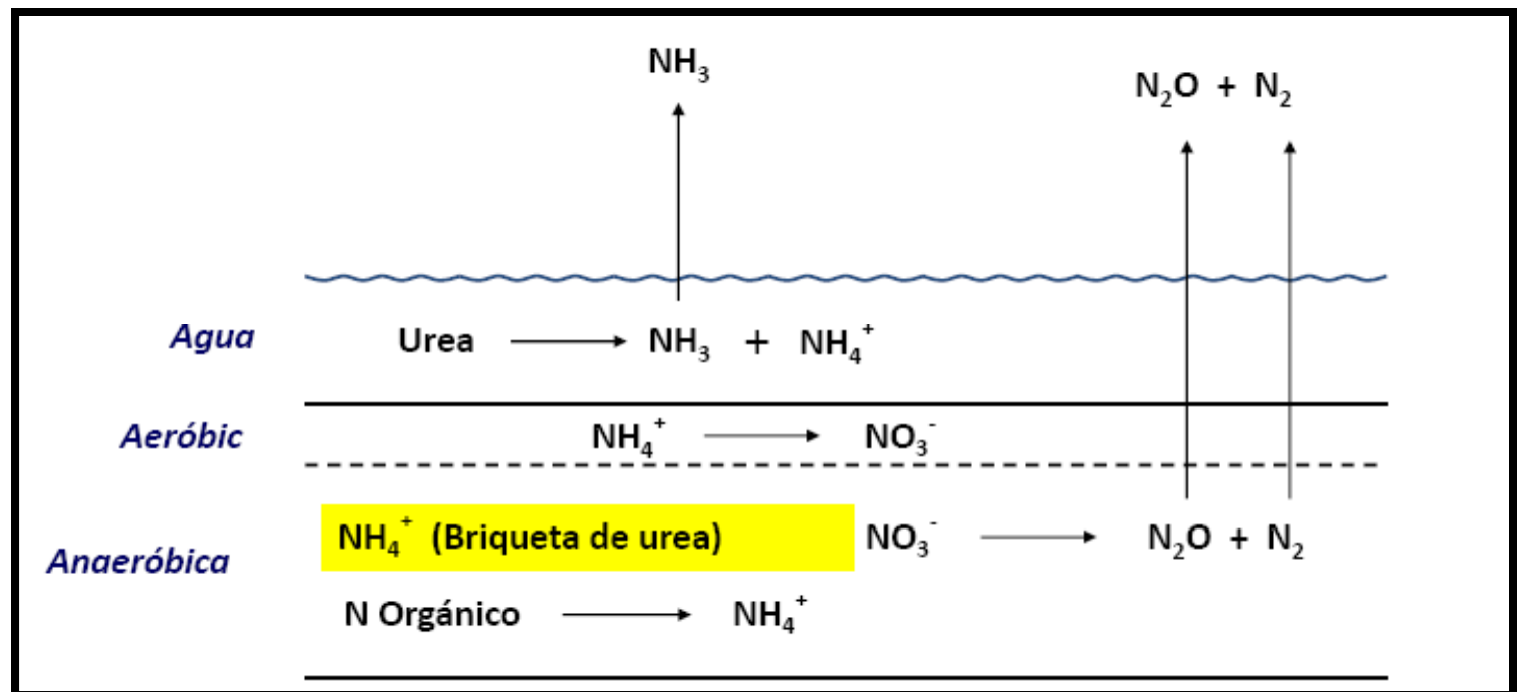 NH₃
N₂O + N₂
Agua Urea → NH₃ + NH₄⁺
Aeróbic NH₄⁺ → NO₃⁻
NH₄⁺ (Briqueta de urea) NO₃⁻ → N₂O + N₂
Anaeróbica
N Orgánico → NH₄⁺